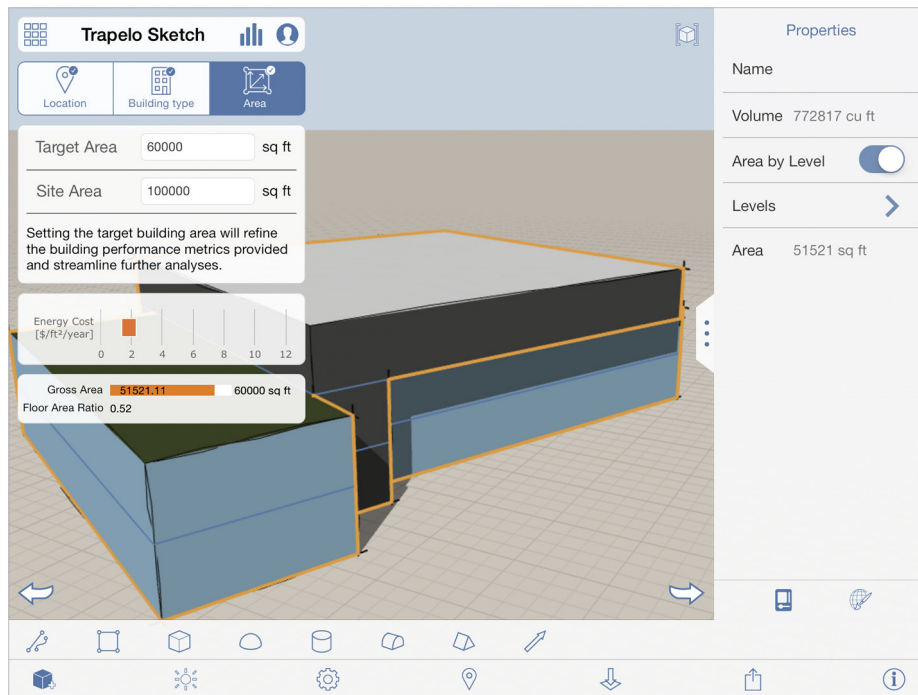 Trapelo Sketch
Location
Building type
Area
Target Area 60000 sq ft
Site Area 100000 sq ft
Setting the target building area will refine
the building performance metrics provided
and streamline further analyses.
Energy Cost
[$/ft²/year]
0 2 4 6 8 10 12
Gross Area 51521.11 60000 sq ft
Floor Area Ratio 0.52
Properties
Name
Volume 772817 cu ft
Area by Level
Levels
Area 51521 sq ft